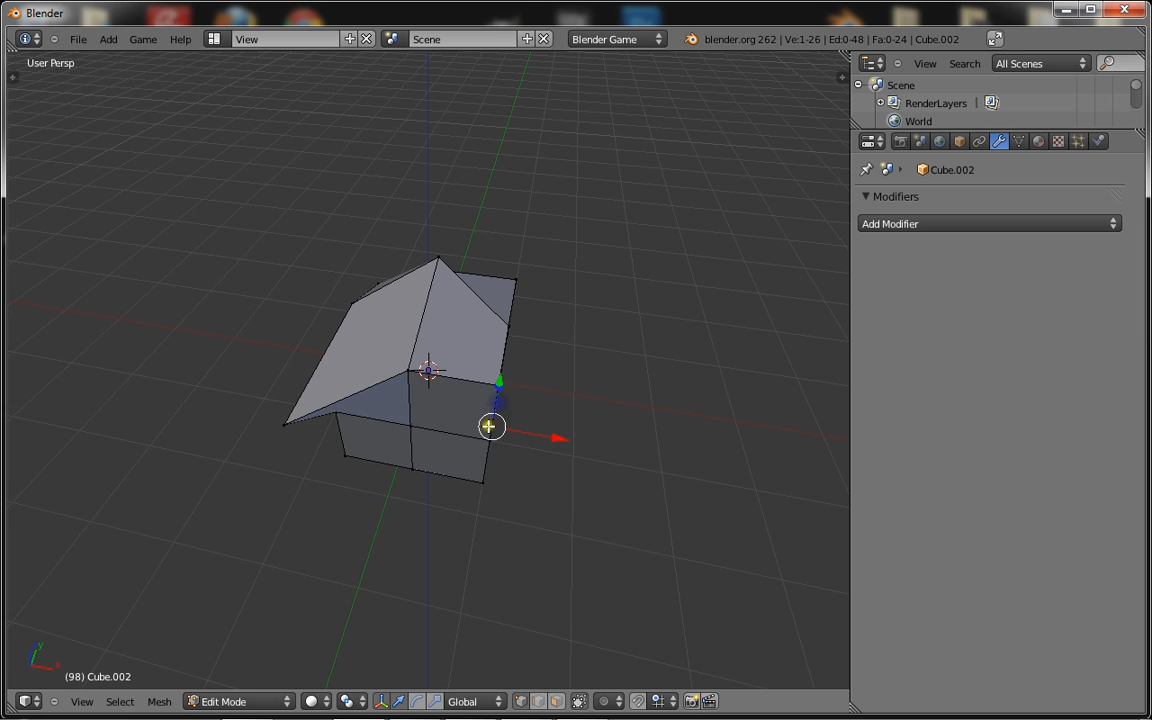 Blender
File Add Game Help View Scene Blender Game blender.org 262 | Ve:1-26 | Ed:0-48 | Fa:0-24 | Cube.002
User Persp
View Search All Scenes
Scene
RenderLayers |
World
Cube.002
Modifiers
Add Modifier
y
x
(98) Cube.002
View Select Mesh Edit Mode Global